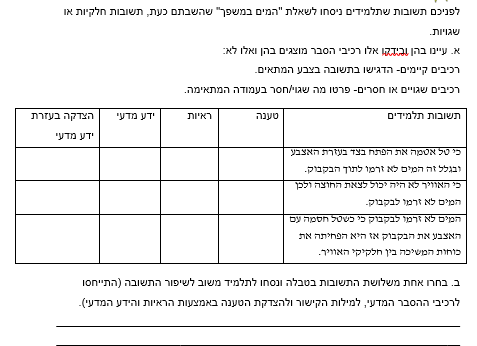 לפניכם תשובות שתלמידים ניסחו לשאלת "המים במשפך" שהשבתם כעת, תשובות חלקיות או
שגויות.
א. עיינו בהן ובידקו אלו רכיבי הסבר מוצגים בהן ואלו לא:
רכיבים קיימים- הדגישו בתשובה בצבע המתאים.
רכיבים שגויים או חסרים- פרטו מה שגוי/חסר בעמודה המתאימה.
תשובות תלמידים טענה ראיות ידע מדעי הצדקה בעזרת
ידע מדעי
כי טל אטמה את הפתח בצד בעזרת האצבע
ובגלל זה המים לא זרמו לתוך הבקבוק.
כי האוויר לא היה יכול לצאת החוצה ולכן
המים לא זרמו לבקבוק.
המים לא זרמו לבקבוק כי כשטל חסמה עם
האצבע את הבקבוק אז היא הפחיתה את
כוחות המשיכה בין חלקיקי האוויר.
ב. בחרו אחת משלושת התשובות בטבלה ונסחו לתלמיד משוב לשיפור התשובה (התייחסו
לרכיבי ההסבר המדעי, למילות הקישור ולהצדקת הטענה באמצעות הראיות והידע המדעי).